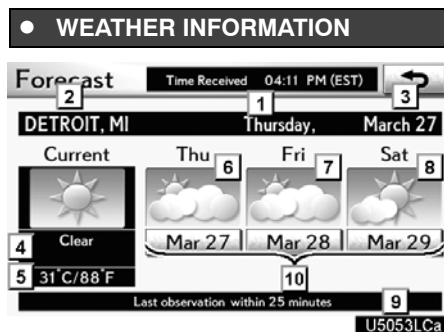 ● WEATHER INFORMATION
Forecast Time Received 04:11 PM (EST)
2 1 3
DETROIT, MI Thursday, March 27
Current Thu Fri Sat
6 7 8
4 Clear Mar 27 Mar 28 Mar 29
5 31°C/88°F 10
Last observation within 25 minutes 9
U5053LCa